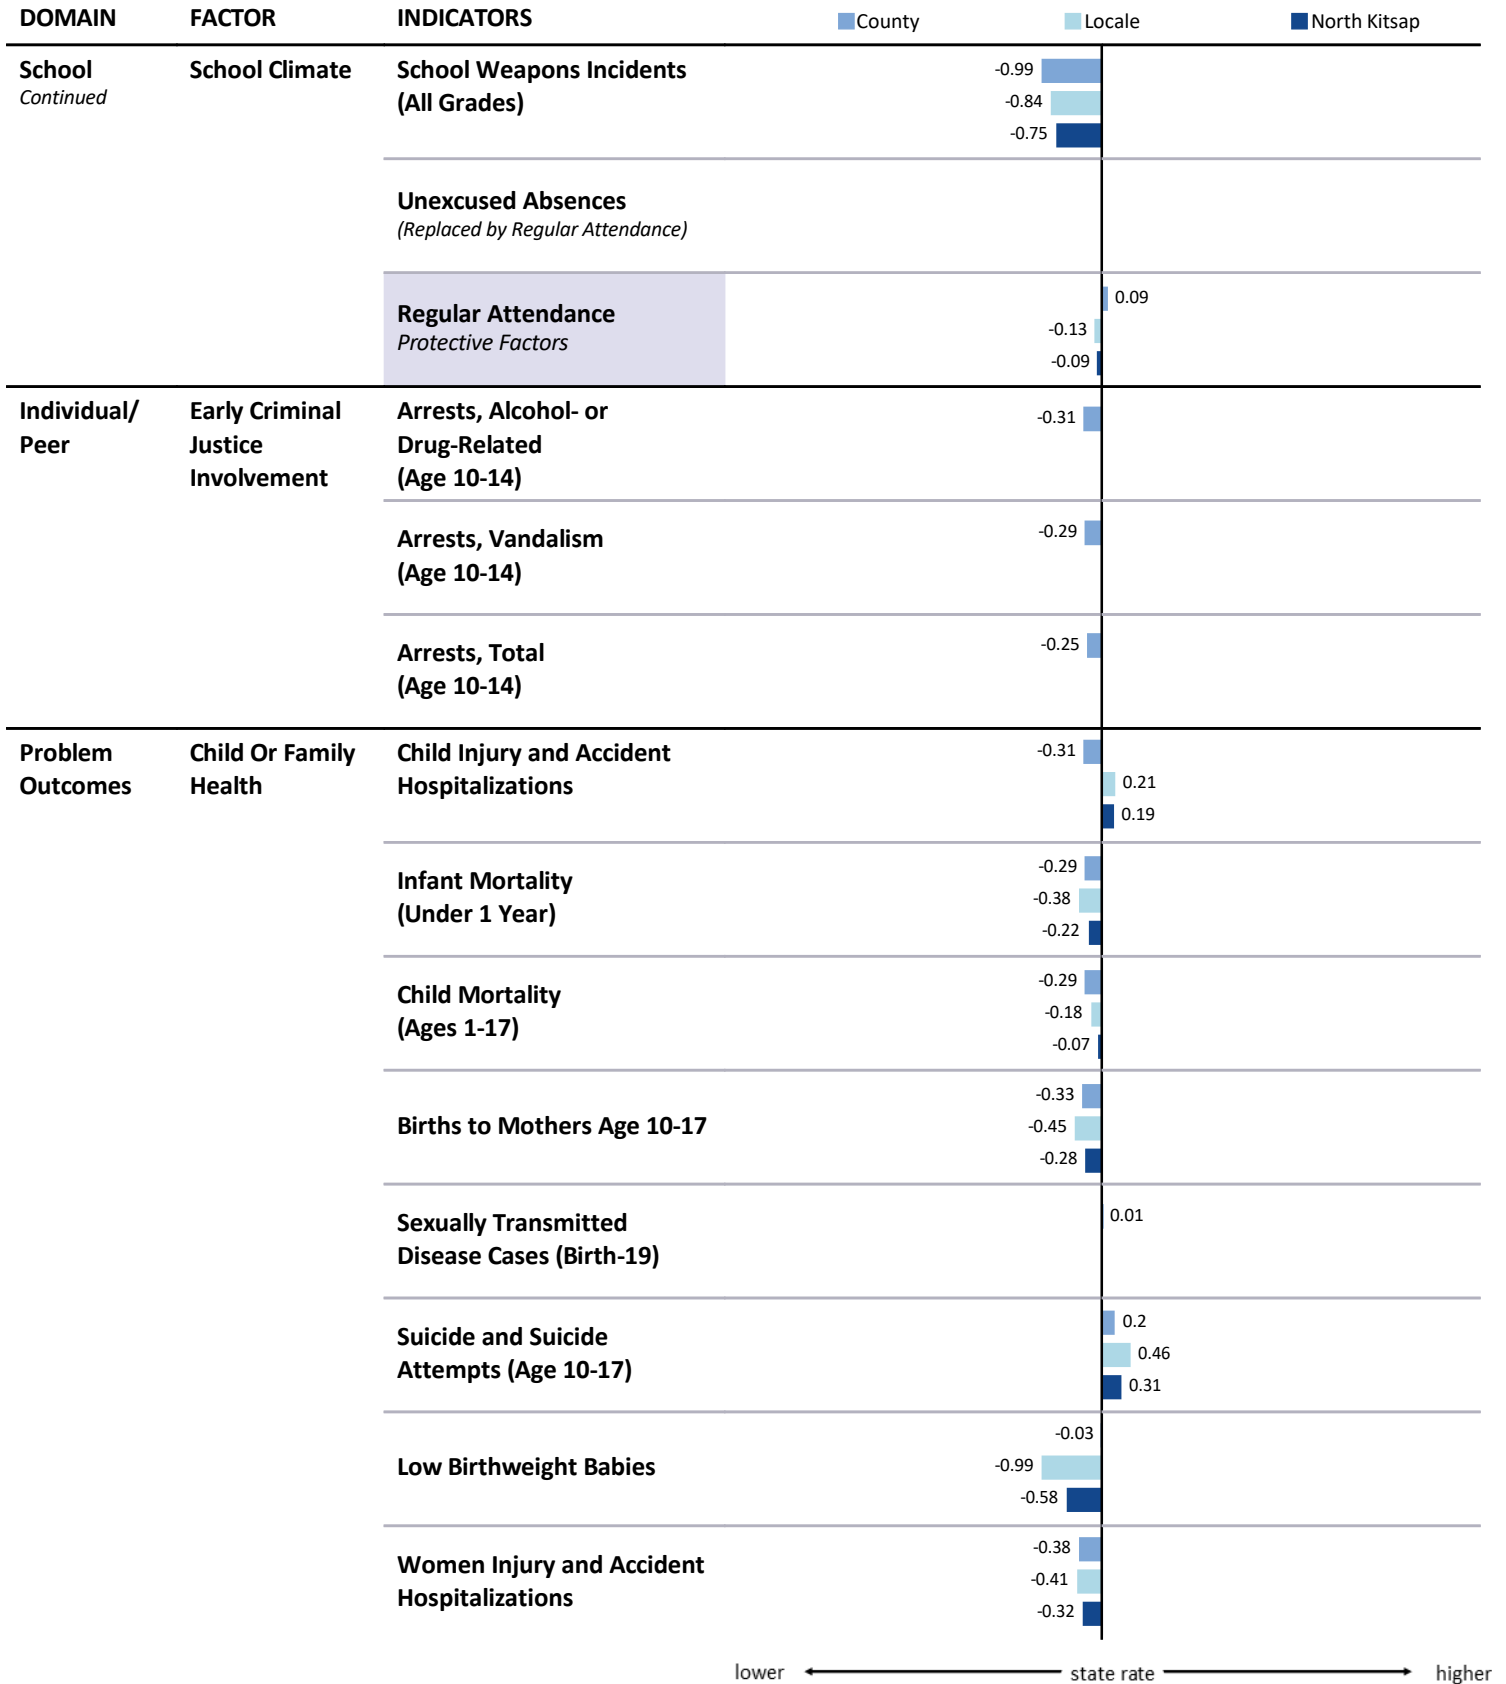 DOMAIN FACTOR INDICATORS County Locale North Kitsap
School School Climate School Weapons Incidents
Continued (All Grades)
-0.99
-0.84
-0.75
Unexcused Absences
(Replaced by Regular Attendance)
Regular Attendance
Protective Factors
0.09
-0.13
-0.09
Individual/ Early Criminal Arrests, Alcohol- or
Peer Justice Drug-Related
Involvement (Age 10-14)
-0.31
Arrests, Vandalism
(Age 10-14)
-0.29
Arrests, Total
(Age 10-14)
-0.25
Problem Child Or Family Child Injury and Accident
Outcomes Health Hospitalizations
-0.31
0.21
0.19
Infant Mortality
(Under 1 Year)
-0.29
-0.38
-0.22
Child Mortality
(Ages 1-17)
-0.29
-0.18
-0.07
Births to Mothers Age 10-17
-0.33
-0.45
-0.28
Sexually Transmitted
Disease Cases (Birth-19)
0.01
Suicide and Suicide
Attempts (Age 10-17)
0.2
0.46
0.31
Low Birthweight Babies
-0.03
-0.99
-0.58
Women Injury and Accident
Hospitalizations
-0.38
-0.41
-0.32
lower state rate higher